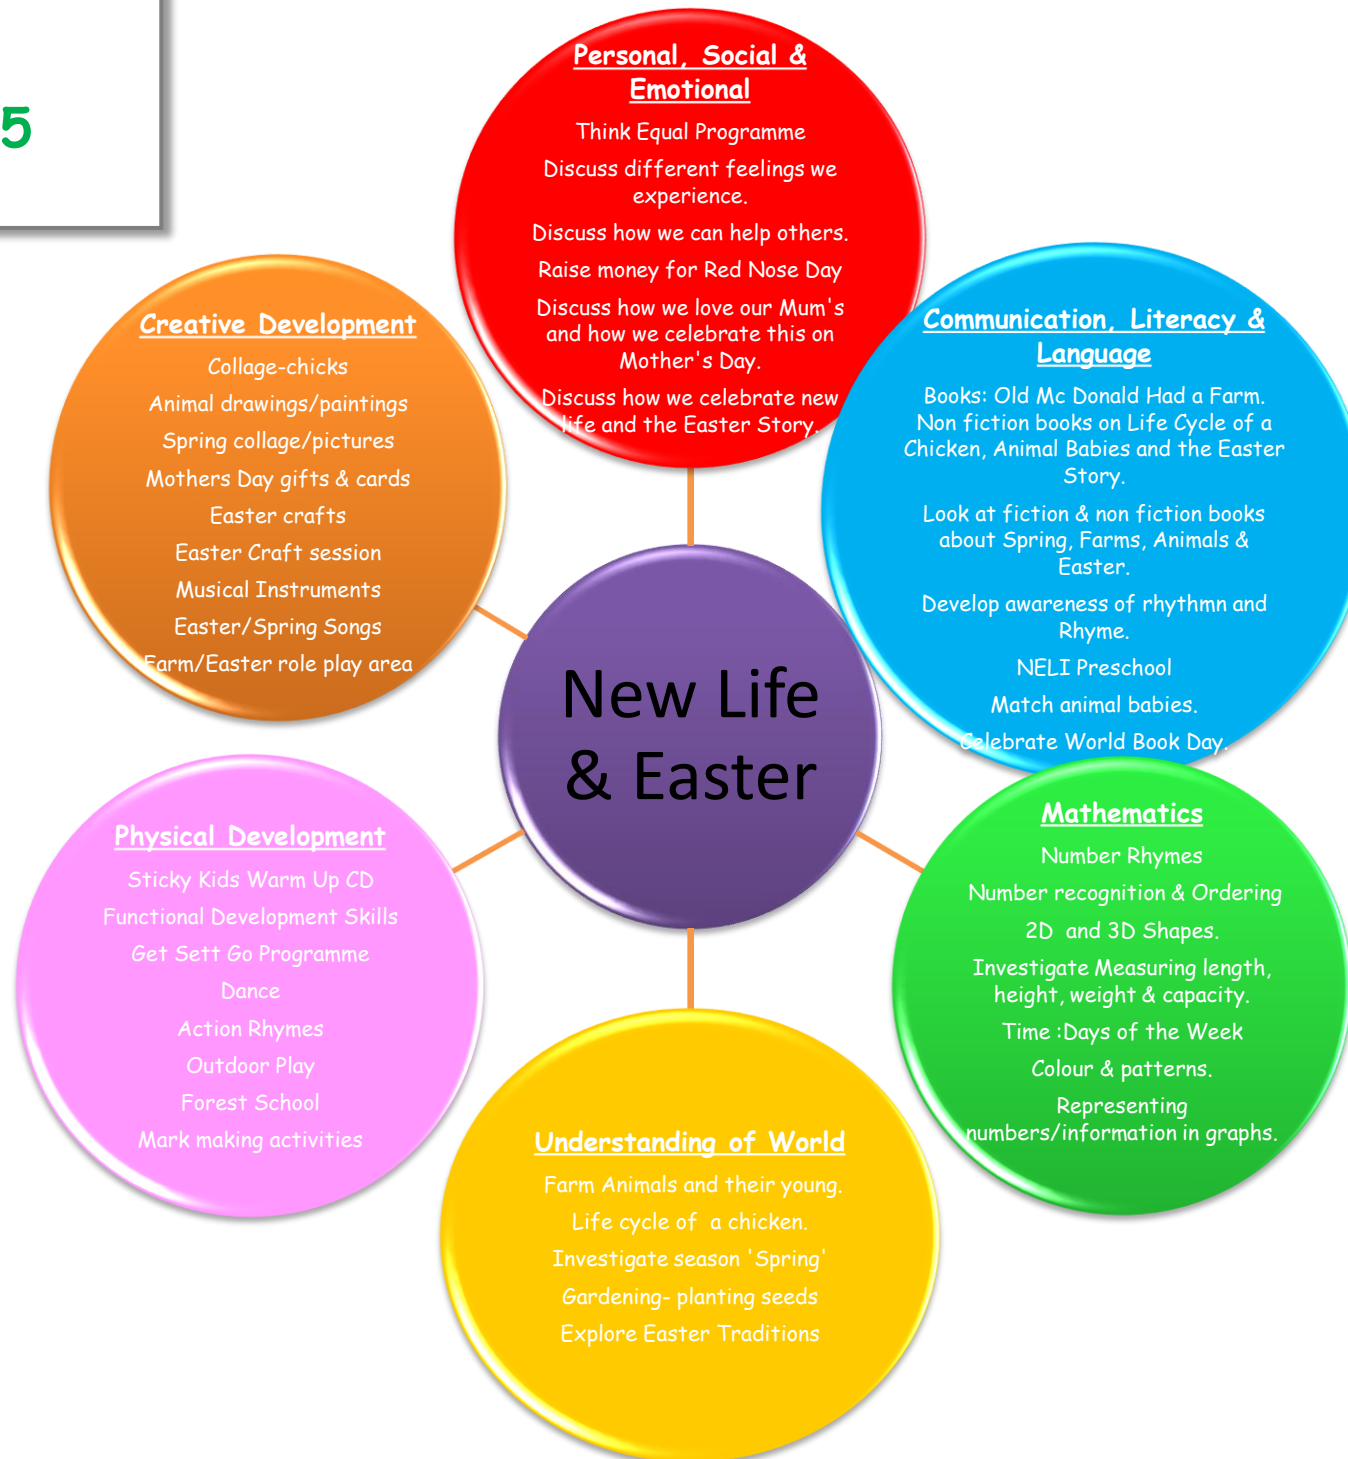 5
Personal, Social &
Emotional
Think Equal Programme
Discuss different feelings we
experience.
Discuss how we can help others.
Raise money for Red Nose Day
Discuss how we love our Mum's
and how we celebrate this on
Mother's Day.
Discuss how we celebrate new
life and the Easter Story.
Communication, Literacy &
Language
Books: Old Mc Donald Had a Farm.
Non fiction books on Life Cycle of a
Chicken, Animal Babies and the Easter
Story.
Look at fiction & non fiction books
about Spring, Farms, Animals &
Easter.
Develop awareness of rhythmn and
Rhyme.
NELI Preschool
Match animal babies.
Celebrate World Book Day.
Mathematics
Number Rhymes
Number recognition & Ordering
2D  and 3D Shapes.
Investigate Measuring length,
height, weight & capacity.
Time :Days of the Week
Colour & patterns.
Representing
numbers/information in graphs.
Understanding of World
Farm Animals and their young.
Life cycle of  a chicken.
Investigate season 'Spring'
Gardening- planting seeds
Explore Easter Traditions
Physical Development
Sticky Kids Warm Up CD
Functional Development Skills
Get Sett Go Programme
Dance
Action Rhymes
Outdoor Play
Forest School
Mark making activities
Creative Development
Collage-chicks
Animal drawings/paintings
Spring collage/pictures
Mothers Day gifts & cards
Easter crafts
Easter Craft session
Musical Instruments
Easter/Spring Songs
Farm/Easter role play area
New Life
& Easter